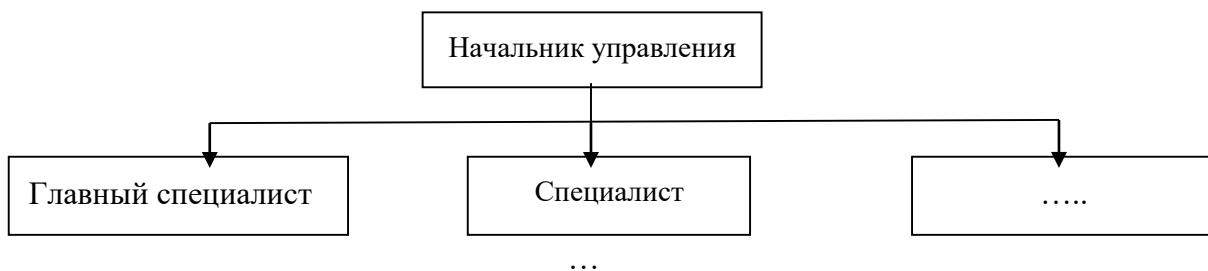 Начальник управления
Главный специалист
Специалист
…..
…